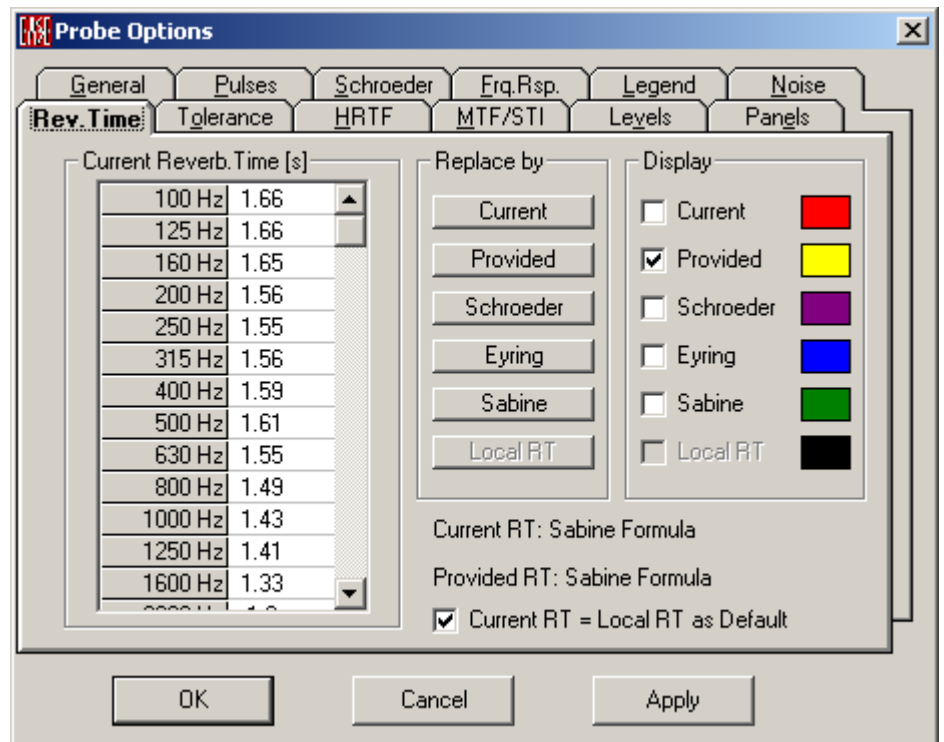 Probe Options
General Pulses Schroeder Frq.Rsp. Legend Noise
Rev.Time Tolerance HRTF MTF/STI Levels Panels
Current Reverb.Time [s]
100 Hz 1.66
125 Hz 1.66
160 Hz 1.65
200 Hz 1.56
250 Hz 1.55
315 Hz 1.56
400 Hz 1.59
500 Hz 1.61
630 Hz 1.55
800 Hz 1.49
1000 Hz 1.43
1250 Hz 1.41
1600 Hz 1.33
Replace by
Current
Provided
Schroeder
Eyring
Sabine
Local RT
Display
Current
Provided
Schroeder
Eyring
Sabine
Local RT
Current RT: Sabine Formula
Provided RT: Sabine Formula
Current RT = Local RT as Default
OK Cancel Apply